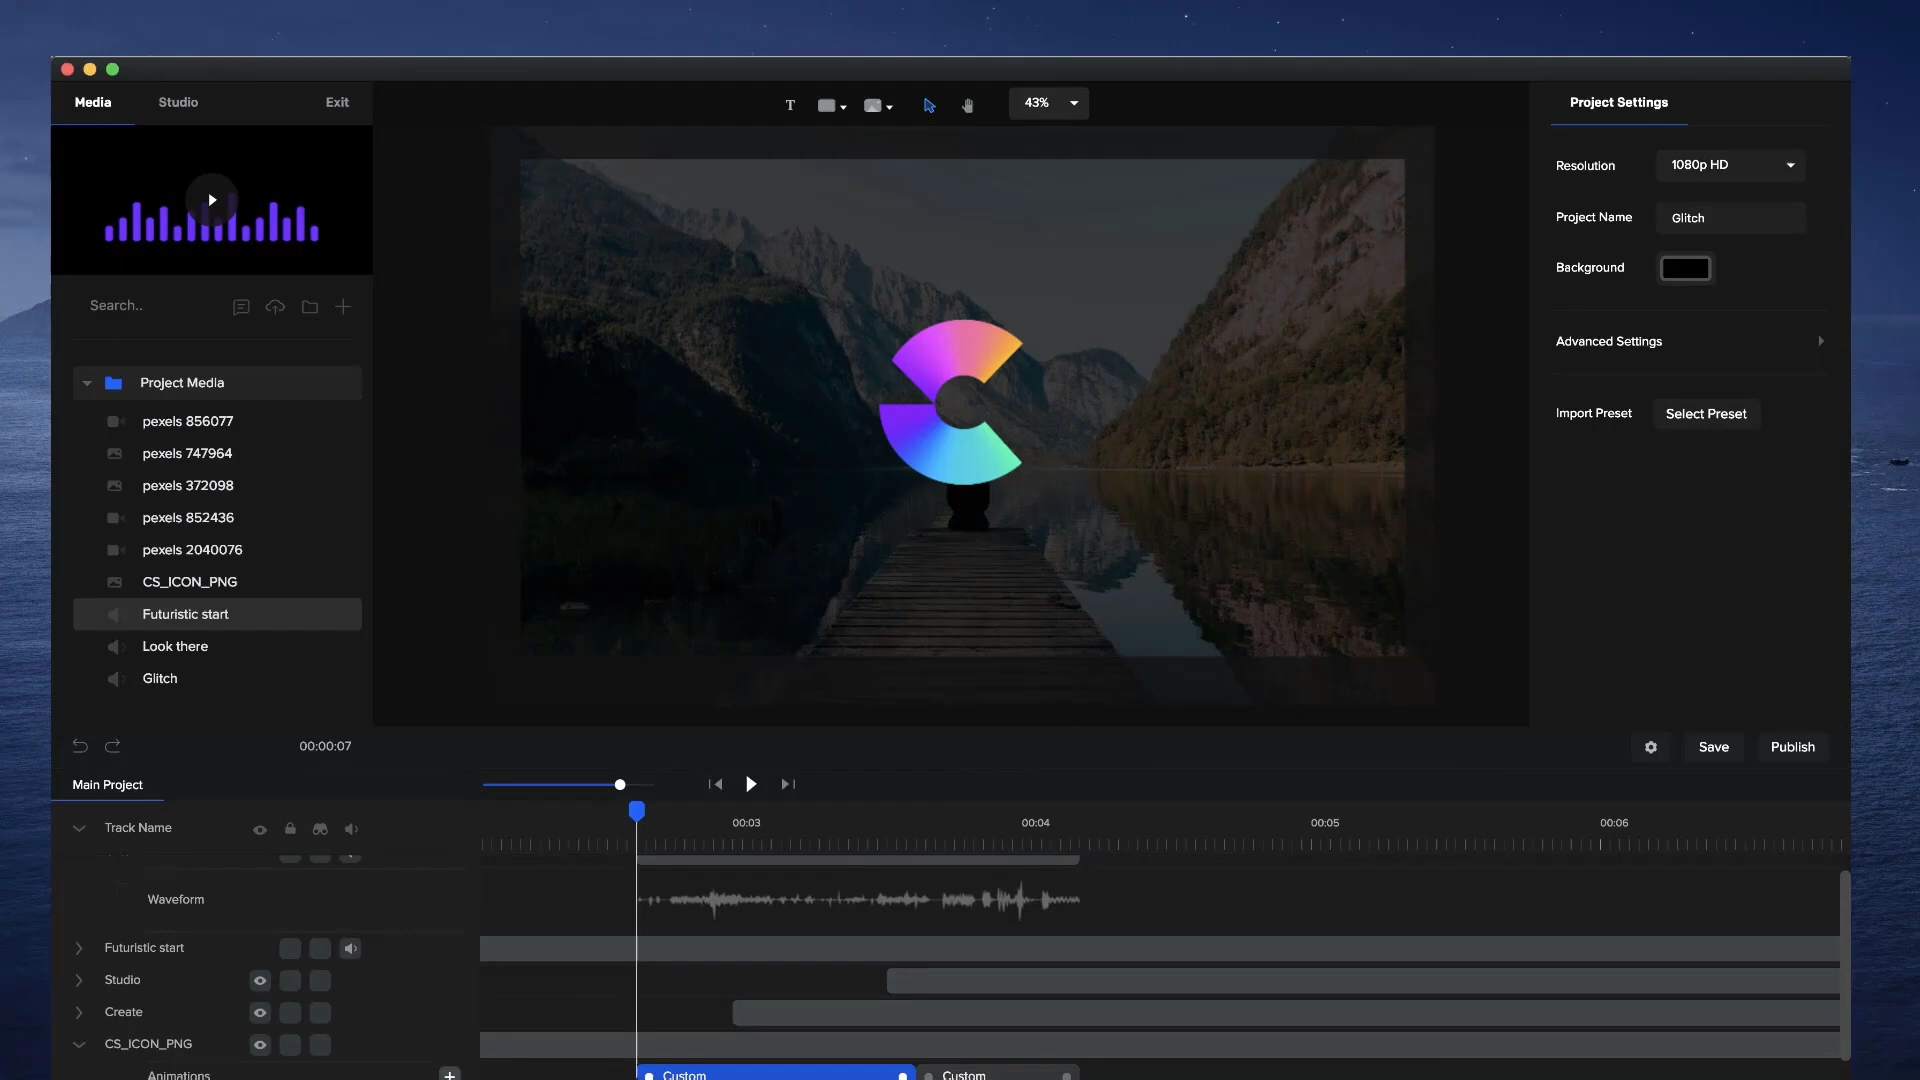 Media
Studio
Exit
T
43%
Project Settings
Resolution
1080p HD
Project Name
Glitch
Background
Advanced Settings
Import Preset
Select Preset
Search..
Project Media
pexels 856077
pexels 747964
pexels 372098
pexels 852436
pexels 2040076
CS_ICON_PNG
Futuristic start
Look there
Glitch
00:00:07
Save
Publish
Main Project
Track Name
00:03
00:04
00:05
00:06
Waveform
Futuristic start
Studio
Create
CS_ICON_PNG
Animations
Custom
Custom